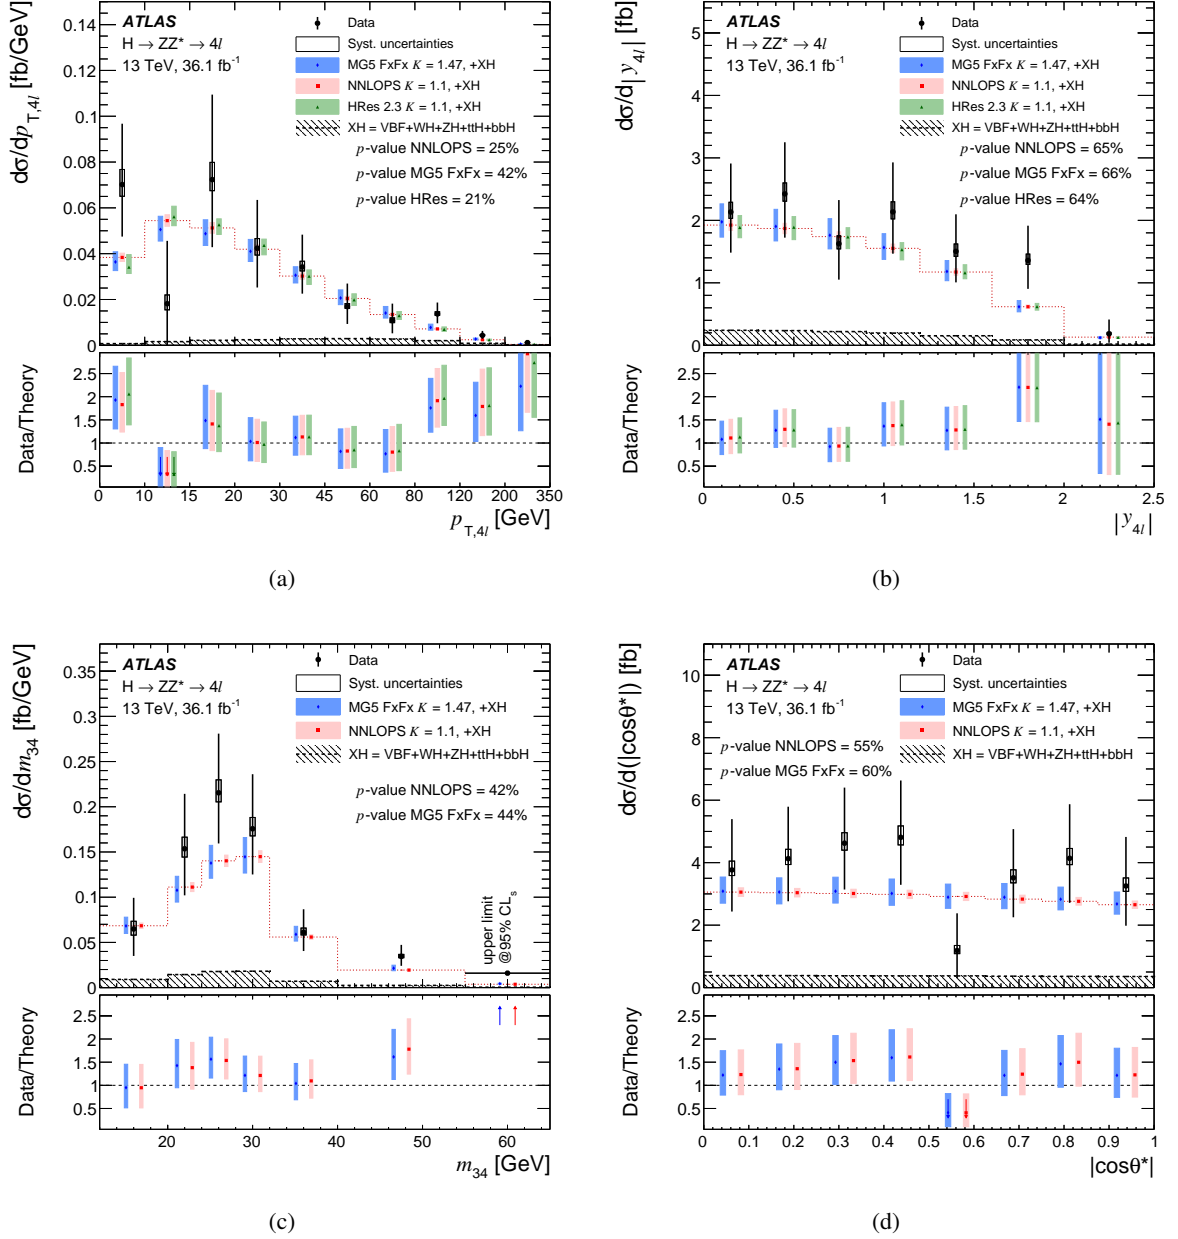 ATLAS
H → ZZ* → 4l
13 TeV, 36.1 fb⁻¹
Data
Syst. uncertainties
MG5 FxFx K = 1.47, +XH
NNLOPS K = 1.1, +XH
HRes 2.3 K = 1.1, +XH
XH = VBF+WH+ZH+ttH+bbH
p-value NNLOPS = 25%
p-value MG5 FxFx = 42%
p-value HRes = 21%
dσ/dp_T,4l [fb/GeV]
0.14
0.12
0.1
0.08
0.06
0.04
0.02
0
Data/Theory
2.5
2
1.5
1
0.5
0 10 15 20 30 45 60 80 120 200 350
p_T,4l [GeV]
(a)
ATLAS
H → ZZ* → 4l
13 TeV, 36.1 fb⁻¹
Data
Syst. uncertainties
MG5 FxFx K = 1.47, +XH
NNLOPS K = 1.1, +XH
HRes 2.3 K = 1.1, +XH
XH = VBF+WH+ZH+ttH+bbH
p-value NNLOPS = 65%
p-value MG5 FxFx = 66%
p-value HRes = 64%
dσ/d|y_4l| [fb]
5
4
3
2
1
0
Data/Theory
2.5
2
1.5
1
0.5
0 0.5 1 1.5 2 2.5
|y_4l|
(b)
ATLAS
H → ZZ* → 4l
13 TeV, 36.1 fb⁻¹
Data
Syst. uncertainties
MG5 FxFx K = 1.47, +XH
NNLOPS K = 1.1, +XH
XH = VBF+WH+ZH+ttH+bbH
p-value NNLOPS = 42%
p-value MG5 FxFx = 44%
upper limit
@95% CL_s
dσ/dm_34 [fb/GeV]
0.35
0.3
0.25
0.2
0.15
0.1
0.05
0
Data/Theory
2.5
2
1.5
1
0.5
20 30 40 50 60
m_34 [GeV]
(c)
ATLAS
H → ZZ* → 4l
13 TeV, 36.1 fb⁻¹
Data
Syst. uncertainties
MG5 FxFx K = 1.47, +XH
NNLOPS K = 1.1, +XH
XH = VBF+WH+ZH+ttH+bbH
p-value NNLOPS = 55%
p-value MG5 FxFx = 60%
dσ/d(|cosθ*|) [fb]
10
8
6
4
2
0
Data/Theory
2.5
2
1.5
1
0.5
0 0.1 0.2 0.3 0.4 0.5 0.6 0.7 0.8 0.9 1
|cosθ*|
(d)